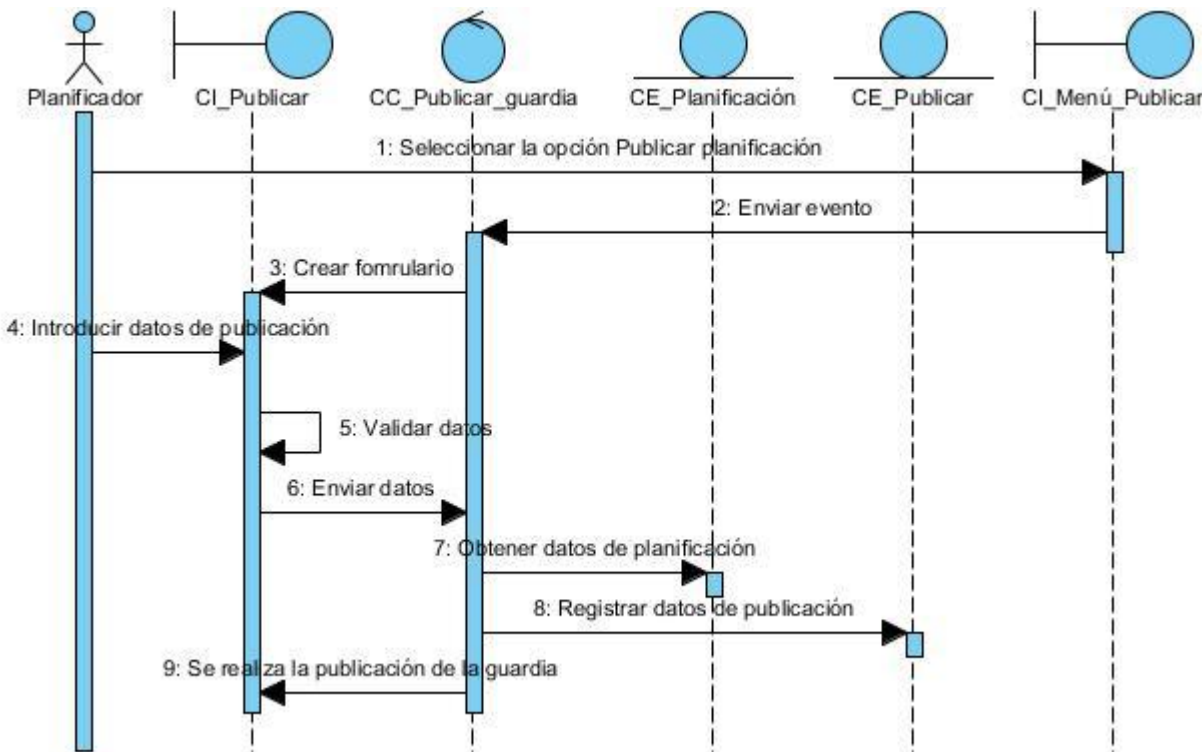 Planificador
CI_Publicar
CC_Publicar_guardia
CE_Planificación
CE_Publicar
CI_Menú_Publicar
1: Seleccionar la opción Publicar planificación
2: Enviar evento
3: Crear fomrulario
4: Introducir datos de publicación
5: Validar datos
6: Enviar datos
7: Obtener datos de planificación
8: Registrar datos de publicación
9: Se realiza la publicación de la guardia